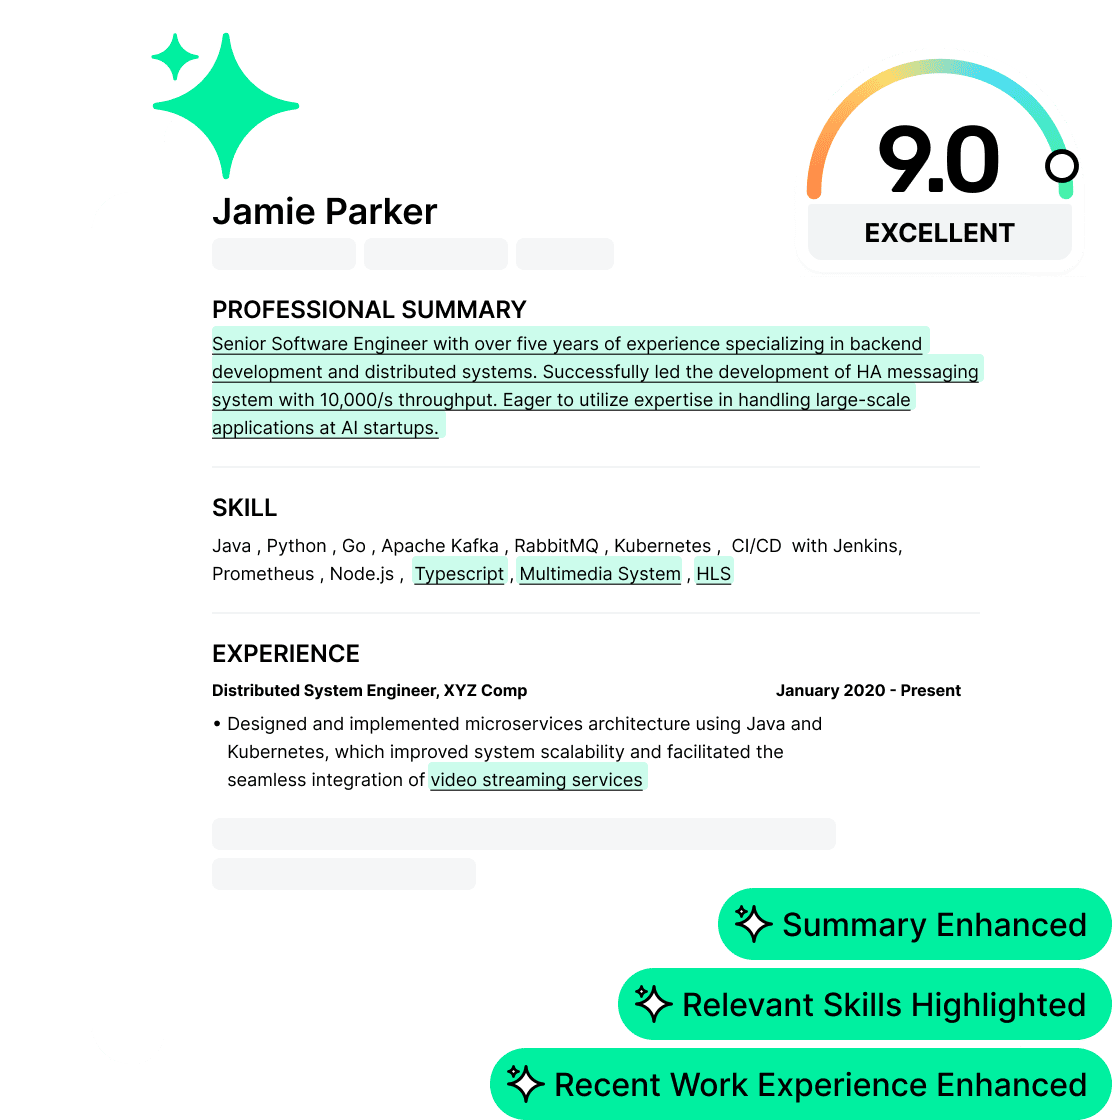 9.0
EXCELLENT
Jamie Parker
PROFESSIONAL SUMMARY
Senior Software Engineer with over five years of experience specializing in backend
development and distributed systems. Successfully led the development of HA messaging
system with 10,000/s throughput. Eager to utilize expertise in handling large-scale
applications at AI startups.
SKILL
Java , Python , Go , Apache Kafka , RabbitMQ , Kubernetes ,  CI/CD  with Jenkins,
Prometheus , Node.js ,  Typescript , Multimedia System , HLS
EXPERIENCE
Distributed System Engineer, XYZ Comp January 2020 - Present
• Designed and implemented microservices architecture using Java and
Kubernetes, which improved system scalability and facilitated the
seamless integration of video streaming services
Summary Enhanced
Relevant Skills Highlighted
Recent Work Experience Enhanced